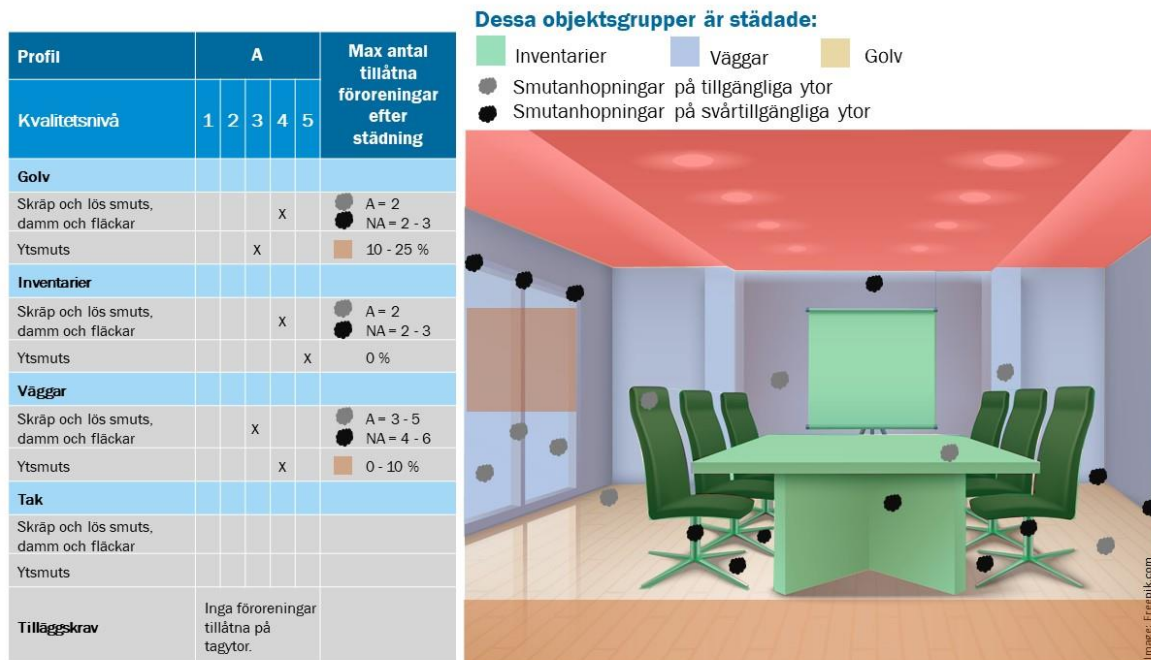 Dessa objektsgrupper är städade:
Inventarier Väggar Golv
Smutanhopningar på tillgängliga ytor
Smutanhopningar på svårtillgängliga ytor
Profil A Max antal
tillåtna
föroreningar
efter
städning
Kvalitetsnivå 1 2 3 4 5
Golv
Skräp och lös smuts,
damm och fläckar x A = 2
NA = 2 - 3
Ytsmuts x 10 - 25 %
Inventarier
Skräp och lös smuts,
damm och fläckar x A = 2
NA = 2 - 3
Ytsmuts x 0 %
Väggar
Skräp och lös smuts,
damm och fläckar x A = 3 - 5
NA = 4 - 6
Ytsmuts x 0 - 10 %
Tak
Skräp och lös smuts,
damm och fläckar
Ytsmuts
Tilläggskrav Inga föroreningar
tillåtna på
tagytor.
Image: Freepik.com